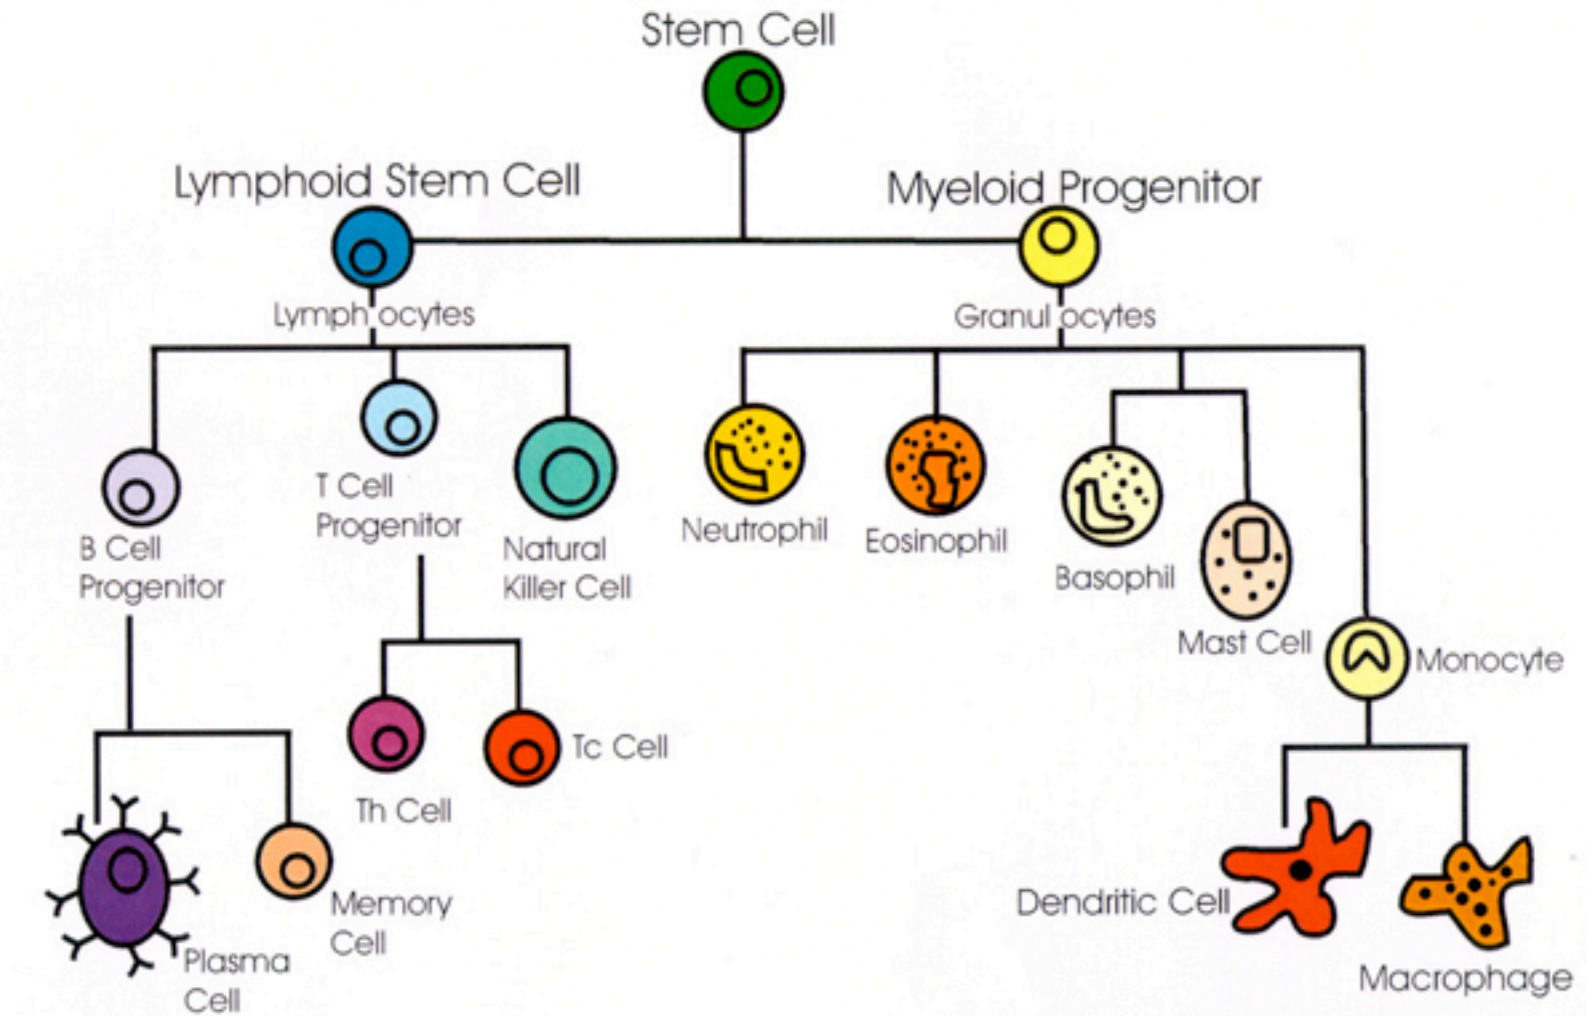 Stem Cell
Lymphoid Stem Cell
Myeloid Progenitor
Lymphocytes
Granulocytes
B Cell
Progenitor
T Cell
Progenitor
Natural
Killer Cell
Neutrophil
Eosinophil
Basophil
Mast Cell
Monocyte
Th Cell
Tc Cell
Plasma
Cell
Memory
Cell
Dendritic Cell
Macrophage